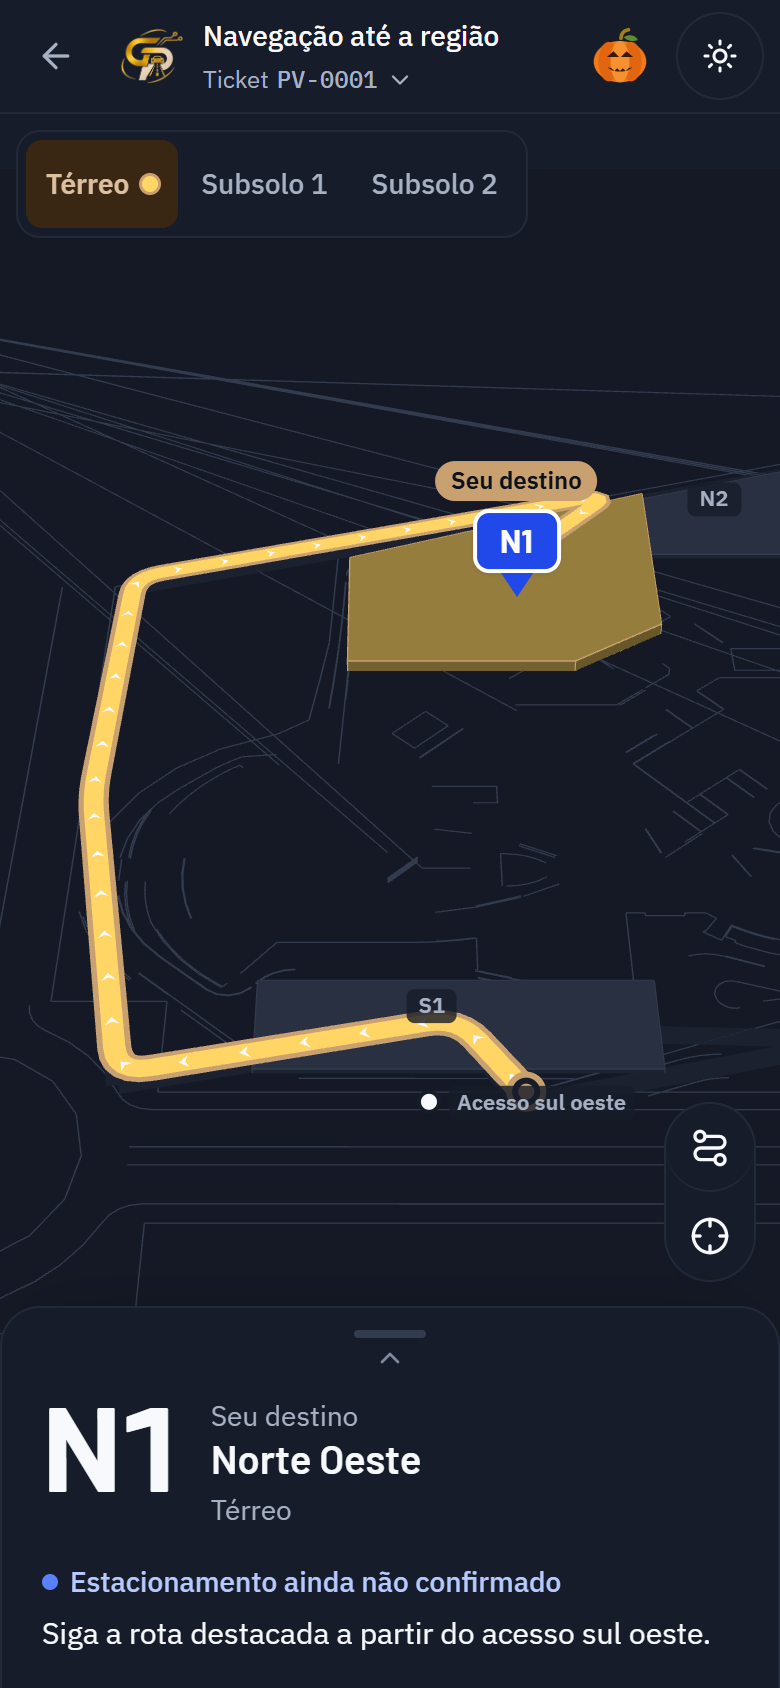 Navegação até a região
Ticket PV-0001
Térreo
Subsolo 1
Subsolo 2
Seu destino
N2
N1
S1
Acesso sul oeste
N1
Seu destino
Norte Oeste
Térreo
Estacionamento ainda não confirmado
Siga a rota destacada a partir do acesso sul oeste.